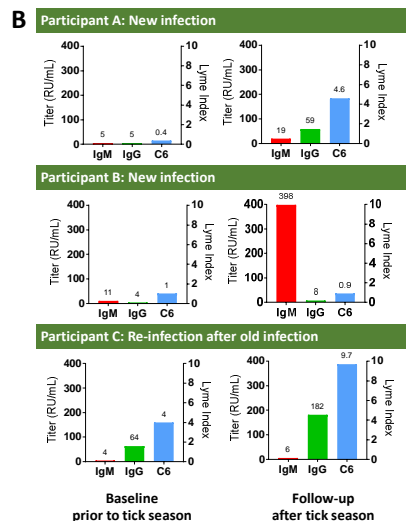 B
Participant A: New infection
Titer (RU/mL)
400
300
200
100
0
5
5
0.4
IgM
IgG
C6
10
8
6
4
2
0
Lyme Index
Titer (RU/mL)
400
300
200
100
0
19
59
4.6
IgM
IgG
C6
10
8
6
4
2
0
Lyme Index
Participant B: New infection
Titer (RU/mL)
400
300
200
100
0
11
4
1
IgM
IgG
C6
10
8
6
4
2
0
Lyme Index
Titer (RU/mL)
400
300
200
100
0
398
8
0.9
IgM
IgG
C6
10
8
6
4
2
0
Lyme Index
Participant C: Re-infection after old infection
Titer (RU/mL)
400
300
200
100
0
4
64
4
IgM
IgG
C6
10
8
6
4
2
0
Lyme Index
Titer (RU/mL)
400
300
200
100
0
6
182
9.7
IgM
IgG
C6
10
8
6
4
2
0
Lyme Index
Baseline
prior to tick season
Follow-up
after tick season